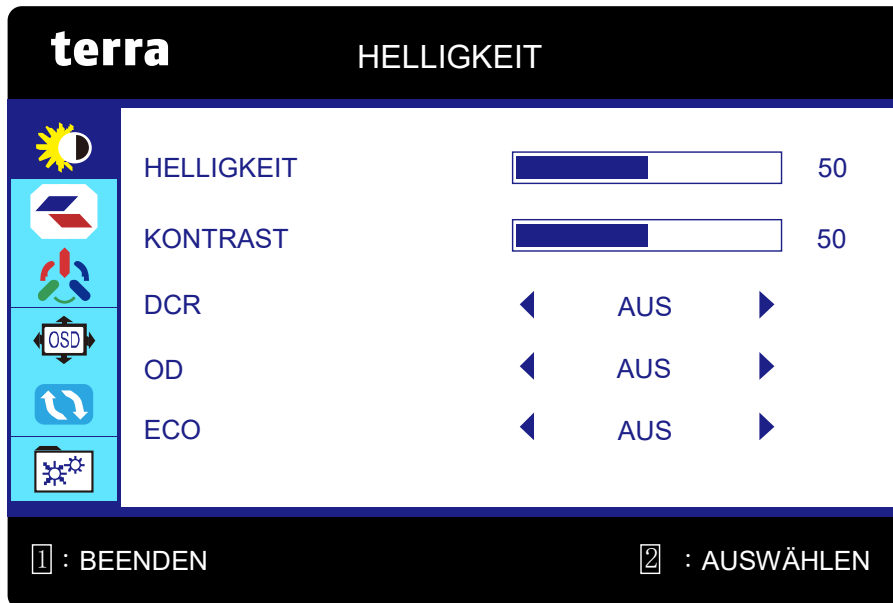 terra
HELLIGKEIT
HELLIGKEIT 50
KONTRAST 50
DCR AUS
OSD
OD AUS
ECO AUS
1 : BEENDEN
2 : AUSWÄHLEN